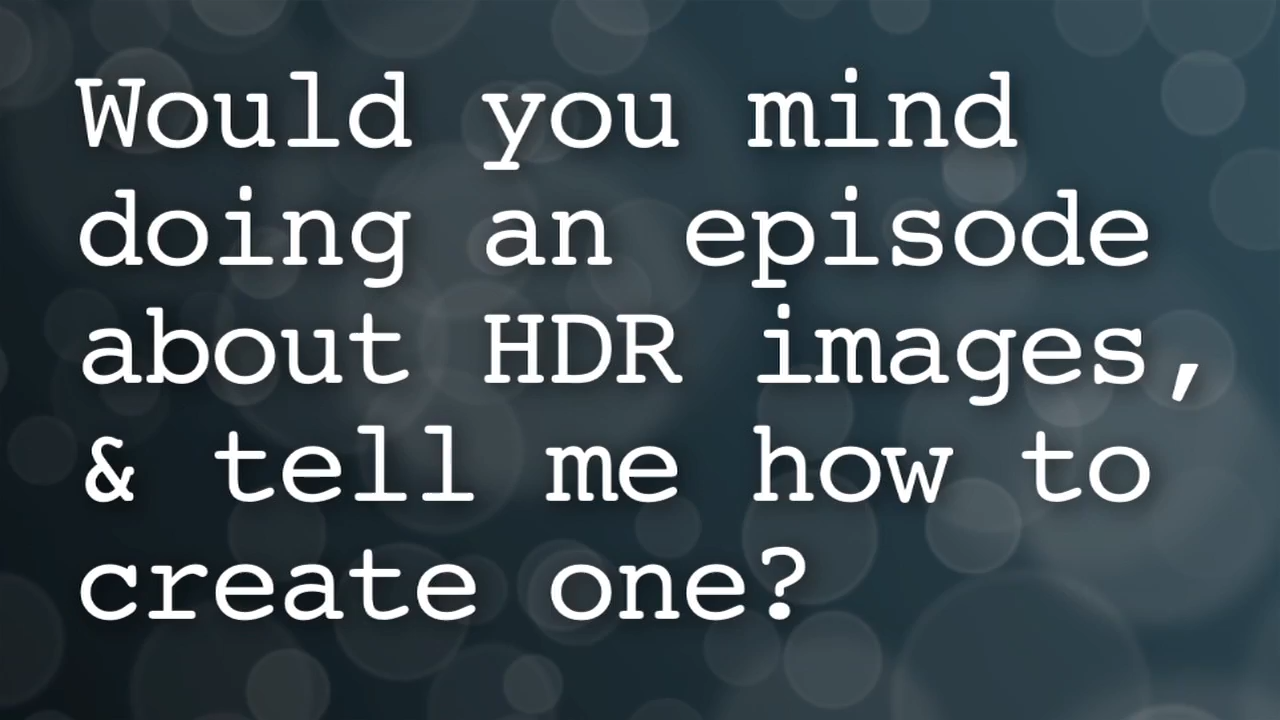 Would you mind
doing an episode
about HDR images,
& tell me how to
create one?